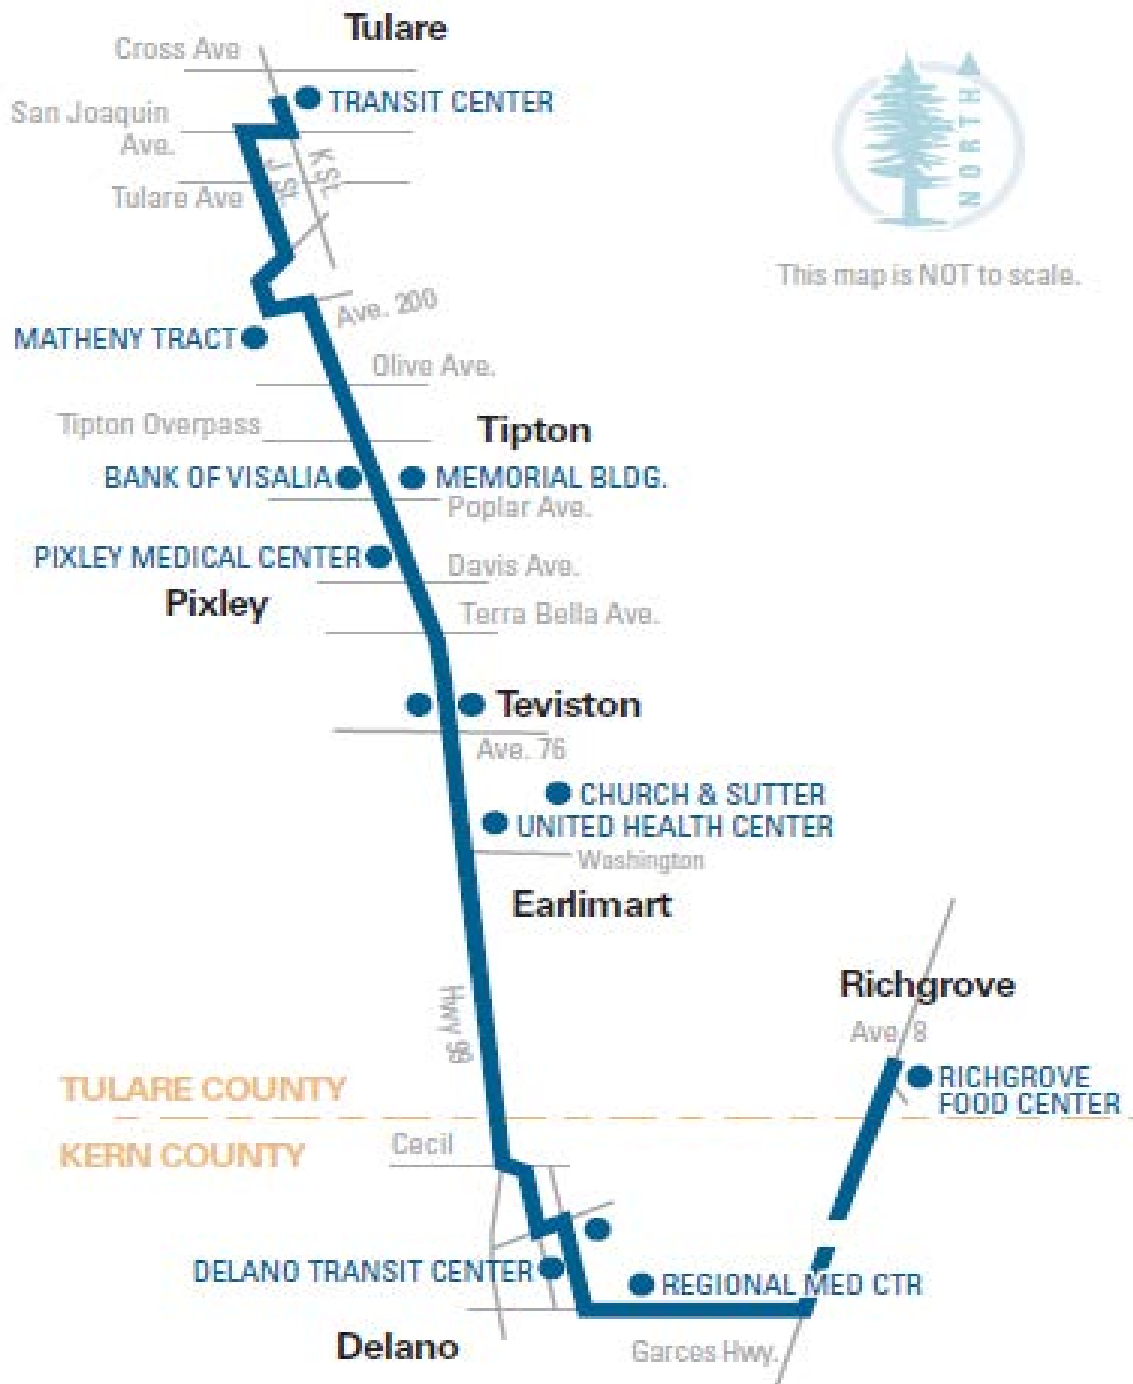 Tulare
Cross Ave
TRANSIT CENTER
San Joaquin
Ave.
K St.
J St.
Tulare Ave
NORTH
This map is NOT to scale.
Ave. 200
MATHENY TRACT
Olive Ave.
Tipton Overpass
Tipton
BANK OF VISALIA
MEMORIAL BLDG.
Poplar Ave.
PIXLEY MEDICAL CENTER
Davis Ave.
Pixley
Terra Bella Ave.
Teviston
Ave. 76
CHURCH & SUTTER
UNITED HEALTH CENTER
Washington
Earlimart
Richgrove
Hwy 99
Ave. 8
RICHGROVE
FOOD CENTER
TULARE COUNTY
KERN COUNTY
Cecil
DELANO TRANSIT CENTER
REGIONAL MED CTR
Delano
Garces Hwy.